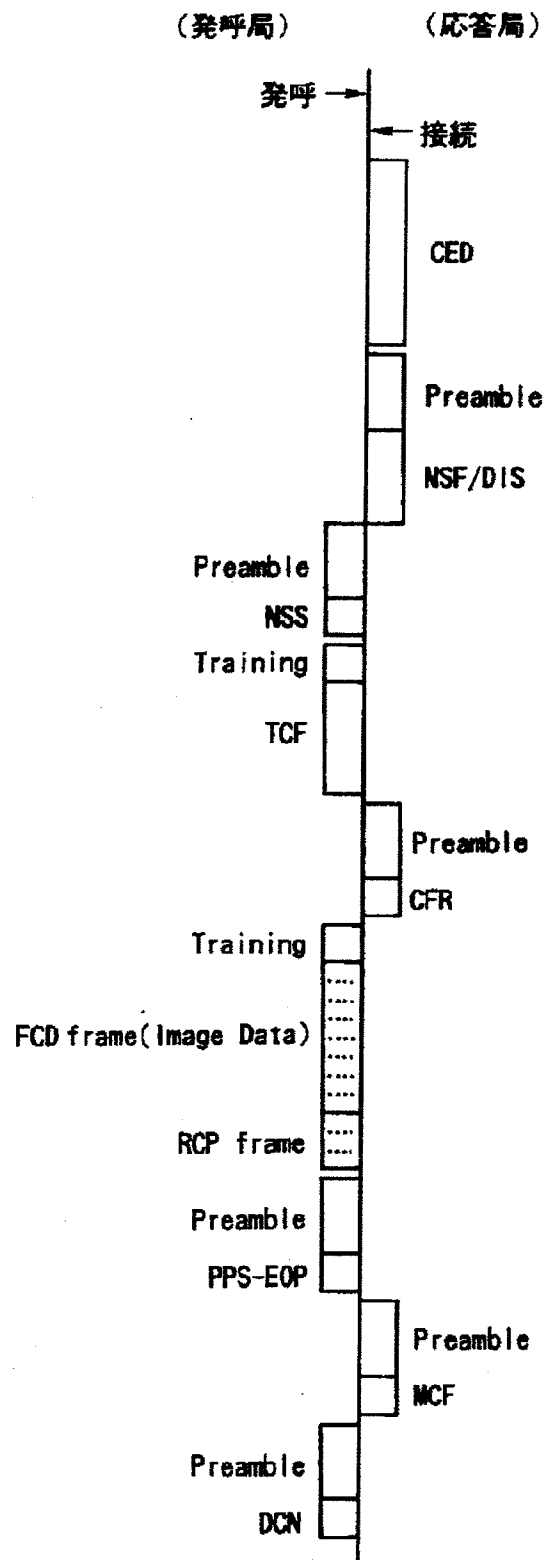 (発呼局) (応答局)
発呼
接続
CED
Preamble
NSF/DIS
Preamble
NSS
Training
TCF
Preamble
CFR
Training
FCD frame(Image Data)
RCP frame
Preamble
PPS-EOP
Preamble
MCF
Preamble
DCN